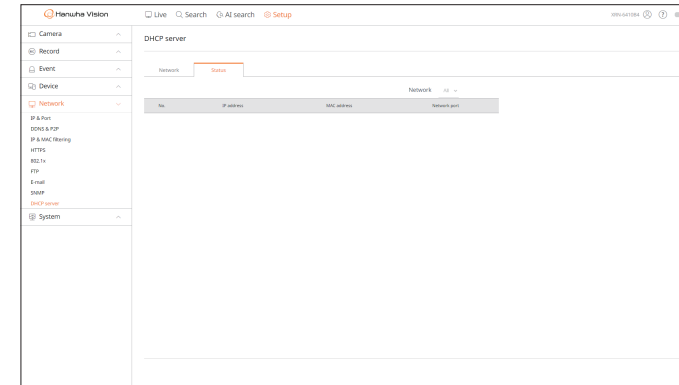 Hanwha Vision
Live Search AI search Setup
Camera
DHCP server
Record
Event
Network Status
Device
Network All
Network
No. IP address MAC address Network port
IP & Port
DDNS & P2P
IP & MAC filtering
HTTPS
802.1x
FTP
E-mail
SNMP
DHCP server
System